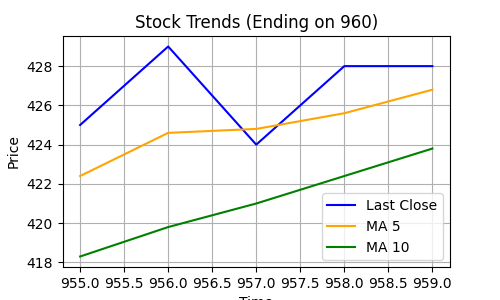 Stock Trends (Ending on 960)
Price
428
426
424
422
420
418
Last Close
MA 5
MA 10
955.0 955.5 956.0 956.5 957.0 957.5 958.0 958.5 959.0
Time